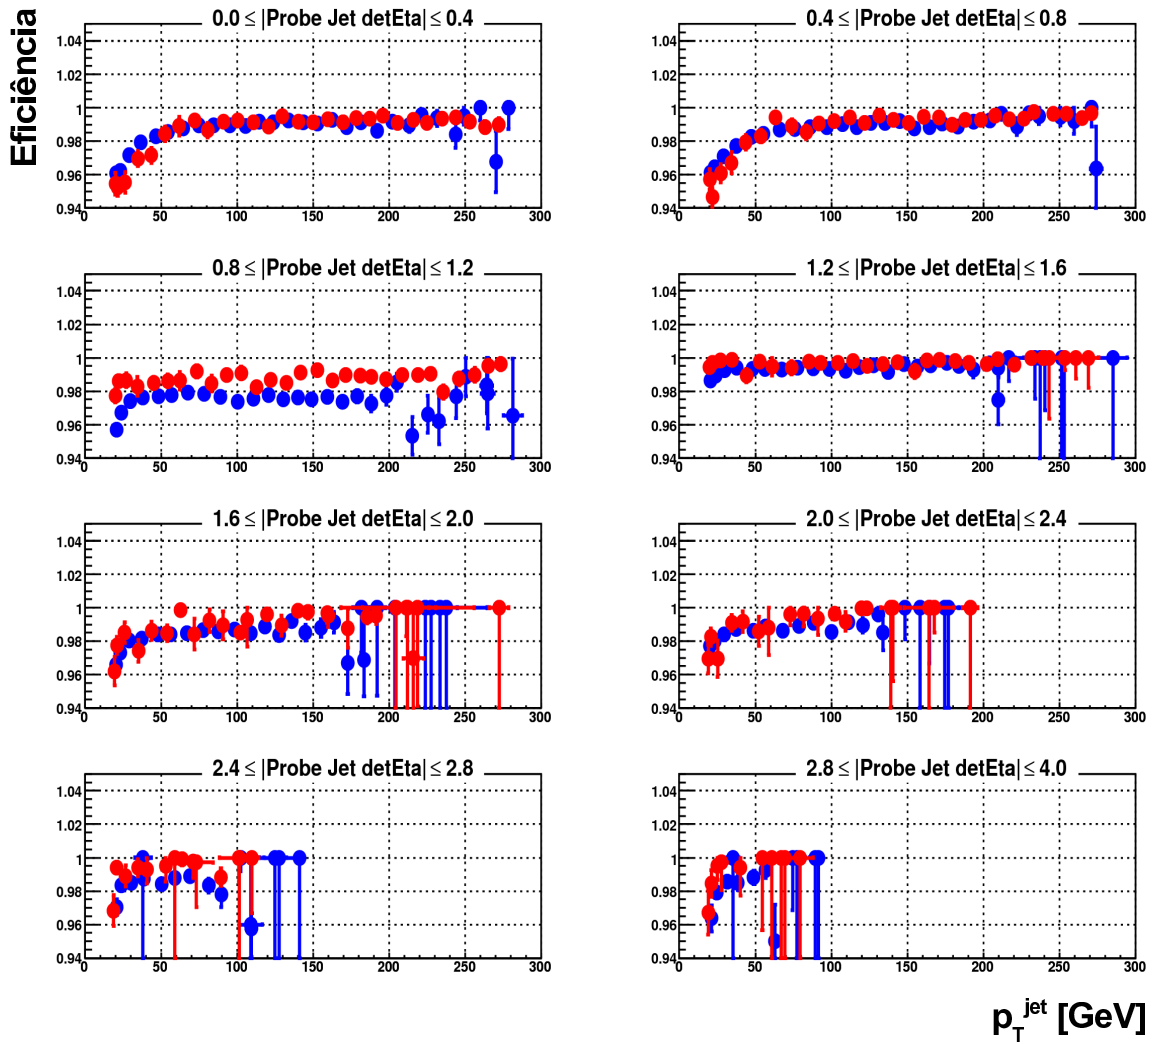 Eficiência
0.0 ≤ |Probe Jet detEta| ≤ 0.4
1.04
1.02
1
0.98
0.96
0.94
0 50 100 150 200 250 300
0.4 ≤ |Probe Jet detEta| ≤ 0.8
1.04
1.02
1
0.98
0.96
0.94
0 50 100 150 200 250 300
0.8 ≤ |Probe Jet detEta| ≤ 1.2
1.04
1.02
1
0.98
0.96
0.94
0 50 100 150 200 250 300
1.2 ≤ |Probe Jet detEta| ≤ 1.6
1.04
1.02
1
0.98
0.96
0.94
0 50 100 150 200 250 300
1.6 ≤ |Probe Jet detEta| ≤ 2.0
1.04
1.02
1
0.98
0.96
0.94
0 50 100 150 200 250 300
2.0 ≤ |Probe Jet detEta| ≤ 2.4
1.04
1.02
1
0.98
0.96
0.94
0 50 100 150 200 250 300
2.4 ≤ |Probe Jet detEta| ≤ 2.8
1.04
1.02
1
0.98
0.96
0.94
0 50 100 150 200 250 300
2.8 ≤ |Probe Jet detEta| ≤ 4.0
1.04
1.02
1
0.98
0.96
0.94
0 50 100 150 200 250 300
p_T^jet [GeV]